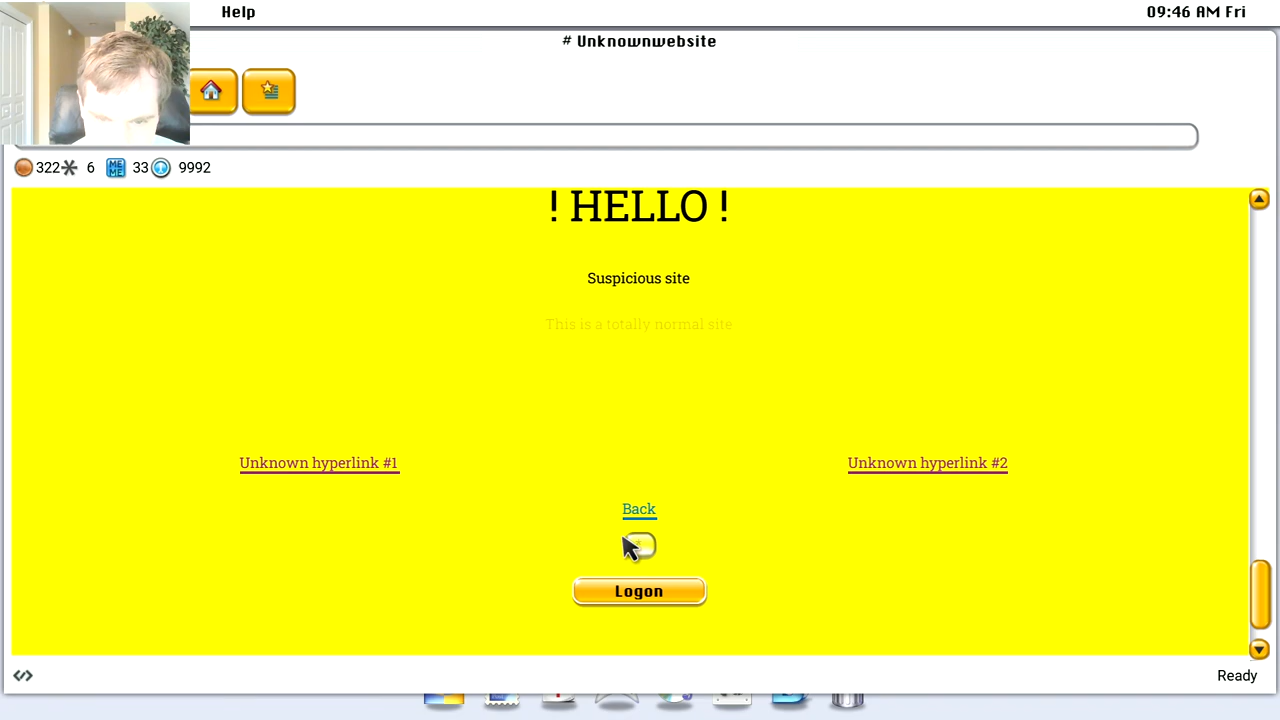 Help
09:46 AM Fri
# Unknownwebsite
322 6 MEME 33 9992
! HELLO !
Suspicious site
This is a totally normal site
Unknown hyperlink #1
Unknown hyperlink #2
Back
Logon
Ready